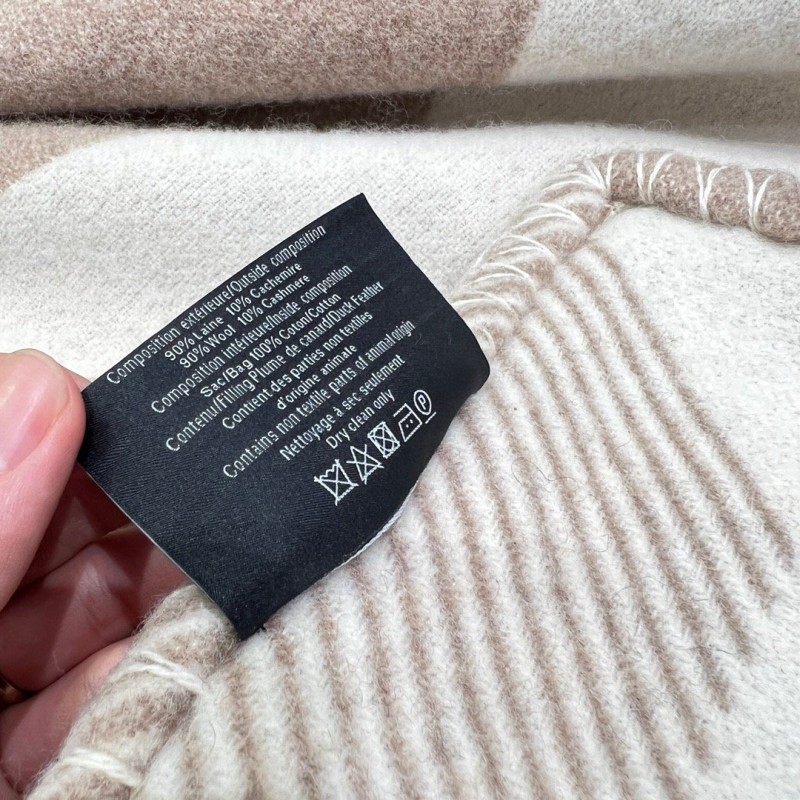 Composition extérieure/Outside composition
90% Laine 10% Cachemire
90% Wool 10% Cashmere
Composition inférieure/Inside composition
Sac/Bag 100% Coton/Cotton
Contenu/Filling Plume de canard/Duck Feather
Contient des parties non textiles
d'origine animale
Contains non textile parts of animal origin
Nettoyage à sec seulement
Dry clean only
P